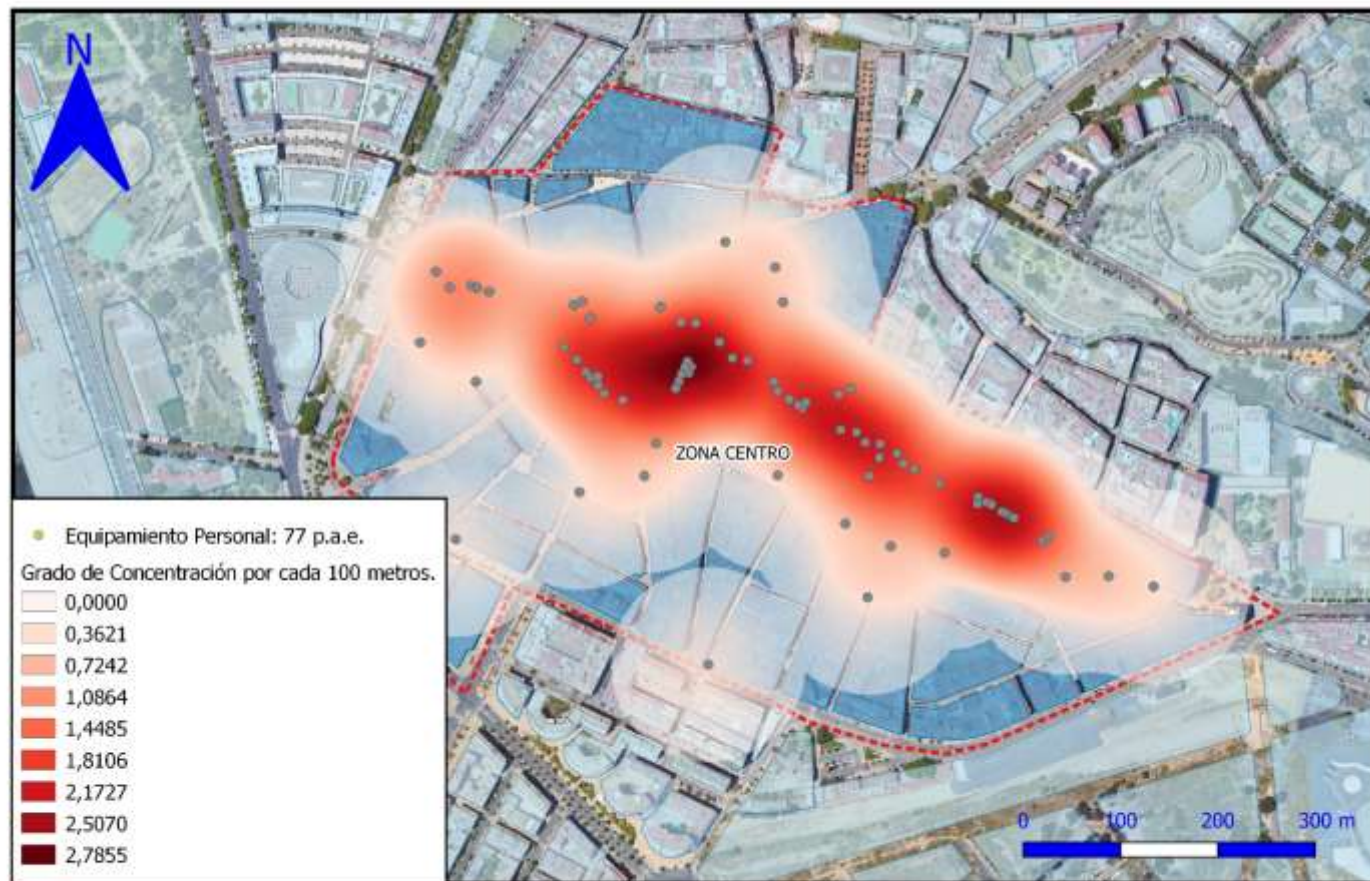 N
ZONA CENTRO
Equipamiento Personal: 77 p.a.e.
Grado de Concentración por cada 100 metros.
0,0000
0,3621
0,7242
1,0864
1,4485
1,8106
2,1727
2,5070
2,7855
0 100 200 300 m